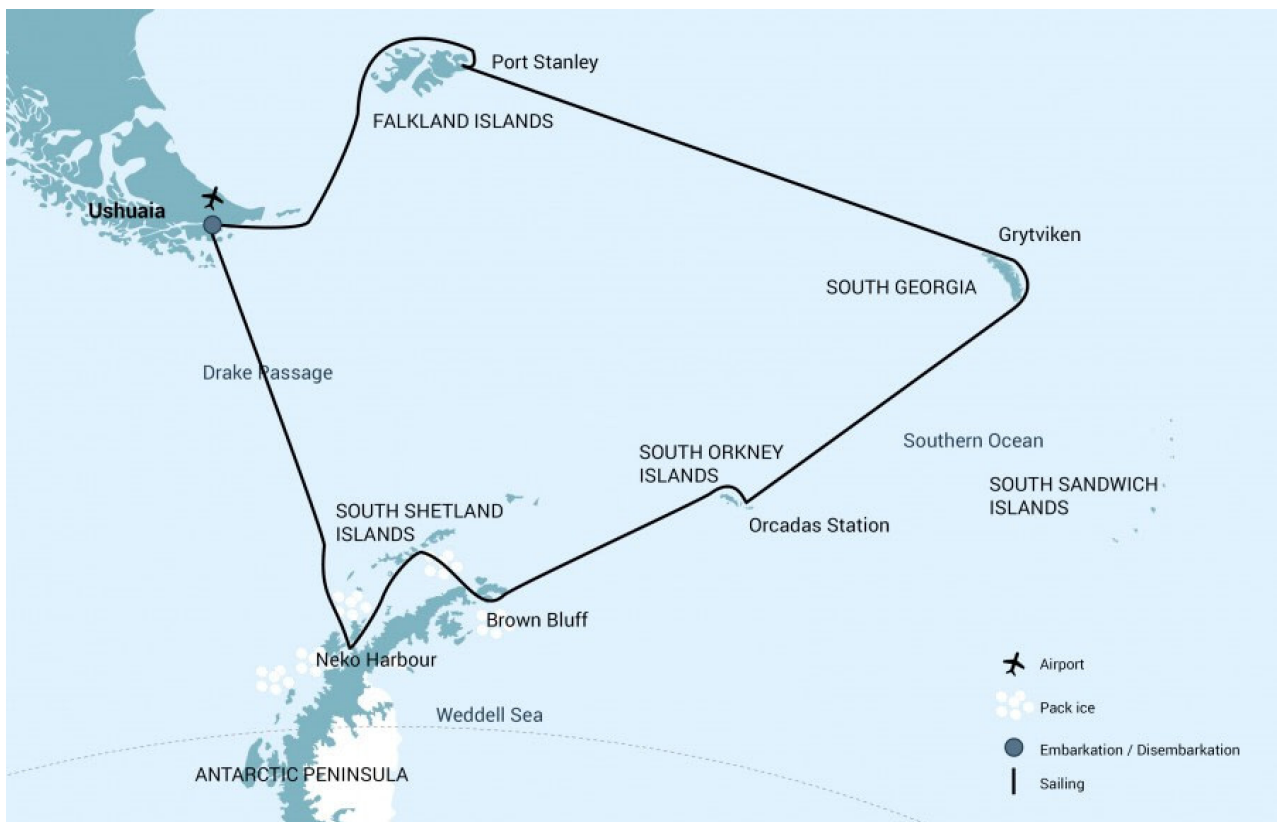 Port Stanley
FALKLAND ISLANDS
Ushuaia
Grytviken
SOUTH GEORGIA
Drake Passage
Southern Ocean
SOUTH ORKNEY
ISLANDS
SOUTH SANDWICH
ISLANDS
SOUTH SHETLAND
ISLANDS
Orcadas Station
Brown Bluff
Neko Harbour
Weddell Sea
ANTARCTIC PENINSULA
Airport
Pack ice
Embarkation / Disembarkation
Sailing